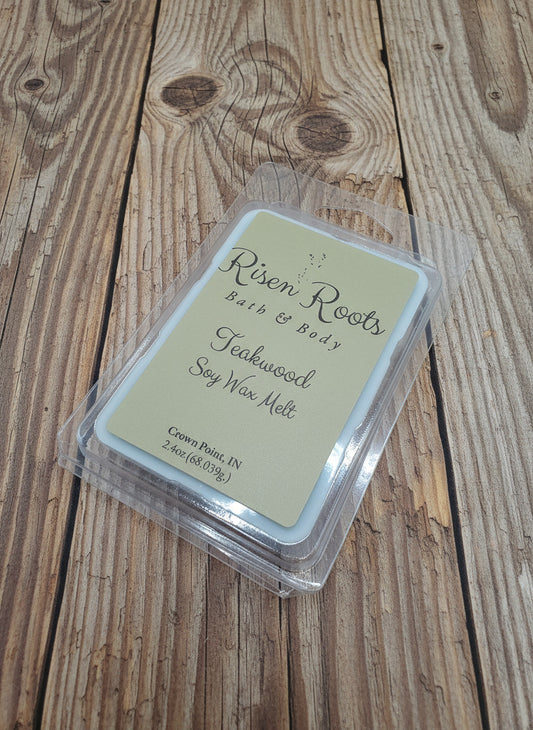 Risen Roots
Bath & Body
Teakwood
Soy Wax Melt
Crown Point, IN
2.4oz (68.039g.)